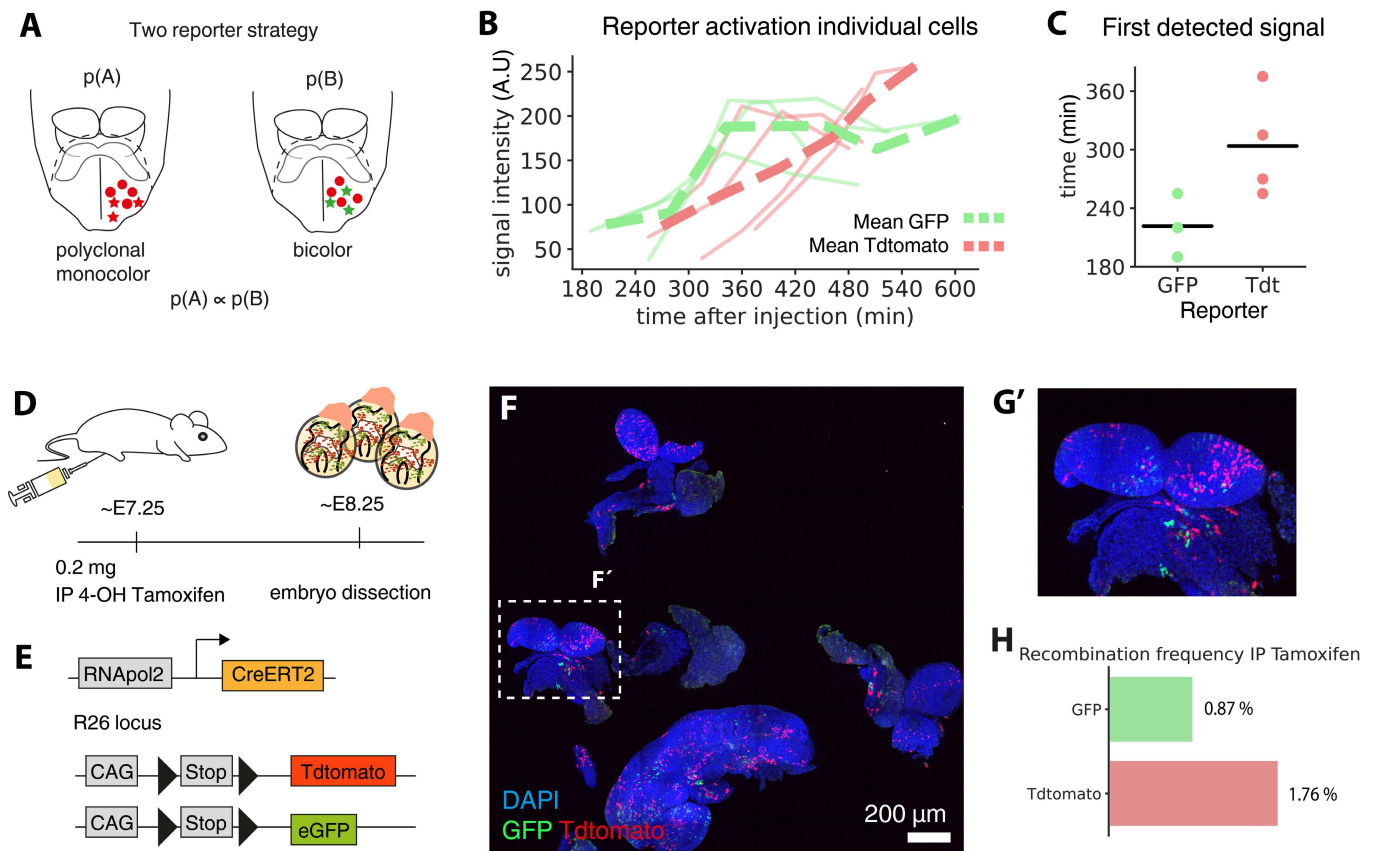 A
Two reporter strategy
p(A)
p(B)
polyclonal
monocolor
bicolor
p(A) ∝ p(B)
B
Reporter activation individual cells
signal intensity (A.U)
250
200
150
100
50
Mean GFP
Mean Tdtomato
180 240 300 360 420 480 540 600
time after injection (min)
C
First detected signal
time (min)
360
300
240
180
GFP Tdt
Reporter
D
~E7.25
~E8.25
0.2 mg
IP 4-OH Tamoxifen
embryo dissection
E
RNApol2
CreERT2
R26 locus
CAG Stop Tdtomato
CAG Stop eGFP
F
F´
DAPI
GFP Tdtomato
200 µm
G’
H
Recombination frequency IP Tamoxifen
GFP
0.87 %
Tdtomato
1.76 %